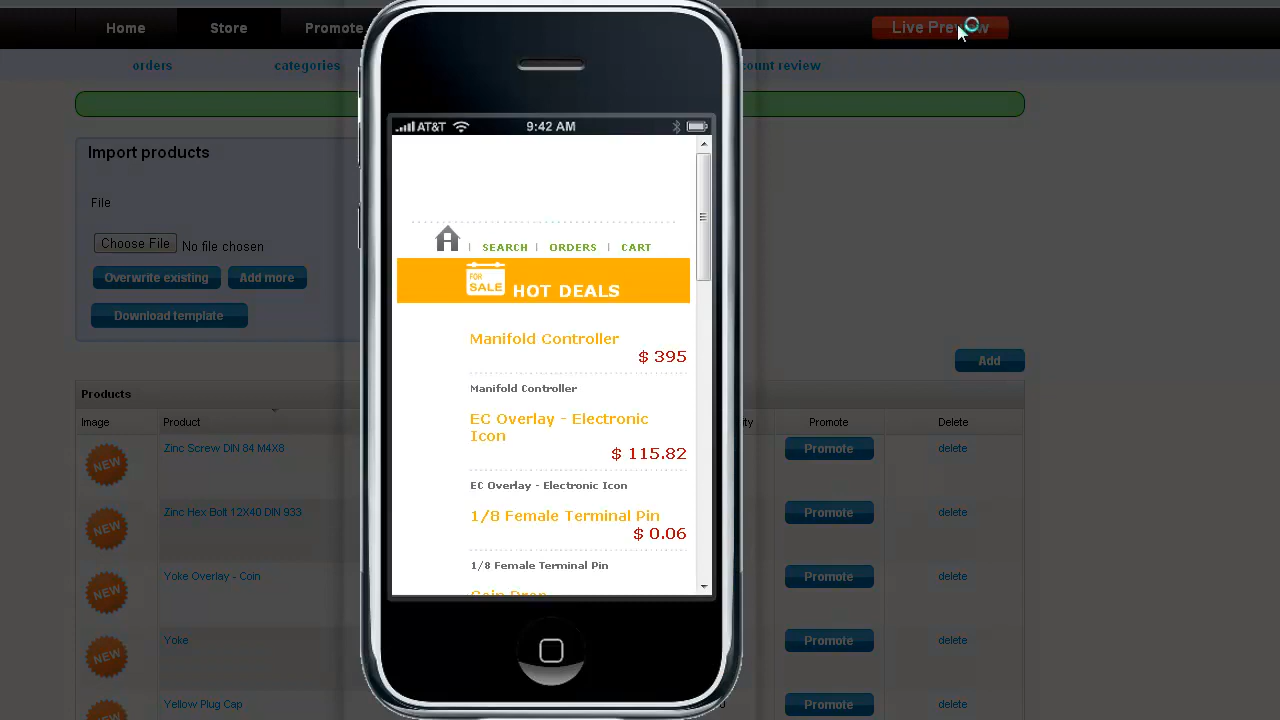 Home Store Promote Live Preview
orders categories count review
AT&T 9:42 AM
Import products
File
Choose File No file chosen
Overwrite existing Add more
Download template
SEARCH | ORDERS | CART
FOR SALE HOT DEALS
Manifold Controller
$ 395
Manifold Controller
EC Overlay - Electronic
Icon
$ 115.82
EC Overlay - Electronic Icon
1/8 Female Terminal Pin
$ 0.06
1/8 Female Terminal Pin
Coin Drop
Add
Products
Image Product ity Promote Delete
NEW Zinc Screw DIN 84 M4X8 Promote delete
NEW Zinc Hex Bolt 12X40 DIN 933 Promote delete
NEW Yoke Overlay - Coin Promote delete
NEW Yoke Promote delete
NEW Yellow Plug Cap Promote delete